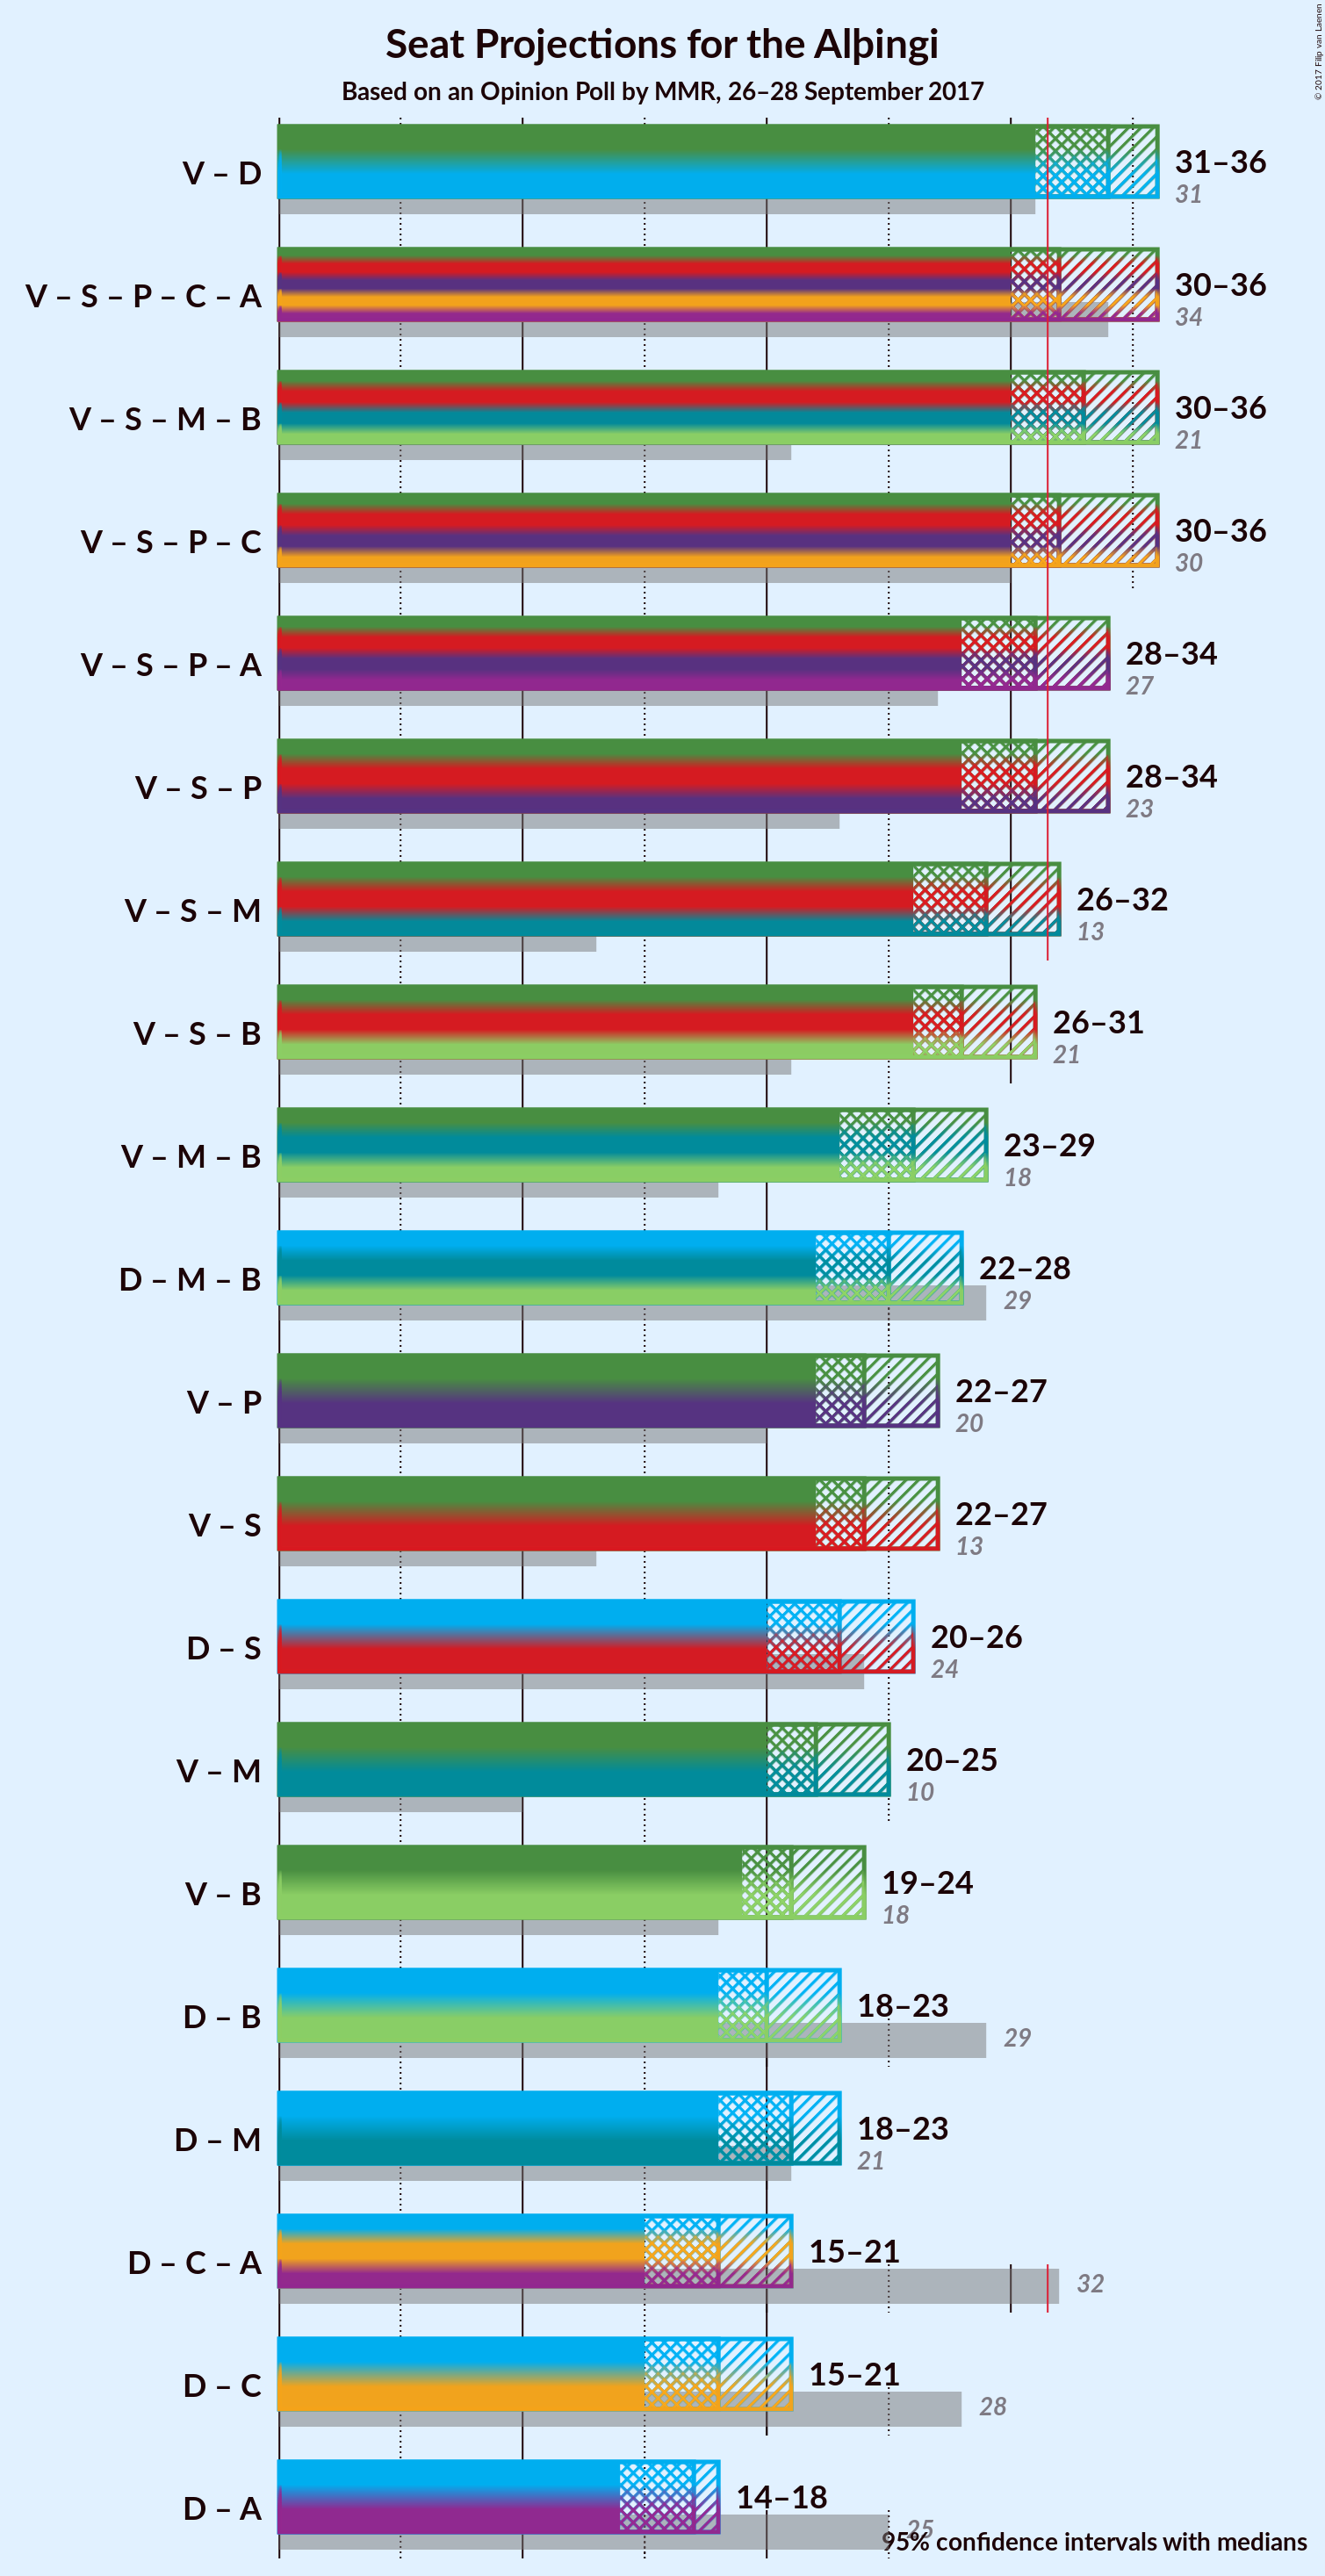 © 2017 Filip van Laenen
Seat Projections for the Alþingi
Based on an Opinion Poll by MMR, 26–28 September 2017
V – D
31–36
31
V – S – P – C – A
30–36
34
V – S – M – B
30–36
21
V – S – P – C
30–36
30
V – S – P – A
28–34
27
V – S – P
28–34
23
V – S – M
26–32
13
V – S – B
26–31
21
V – M – B
23–29
18
D – M – B
22–28
29
V – P
22–27
20
V – S
22–27
13
D – S
20–26
24
V – M
20–25
10
V – B
19–24
18
D – B
18–23
29
D – M
18–23
21
D – C – A
15–21
32
D – C
15–21
28
D – A
14–18
25
95% confidence intervals with medians